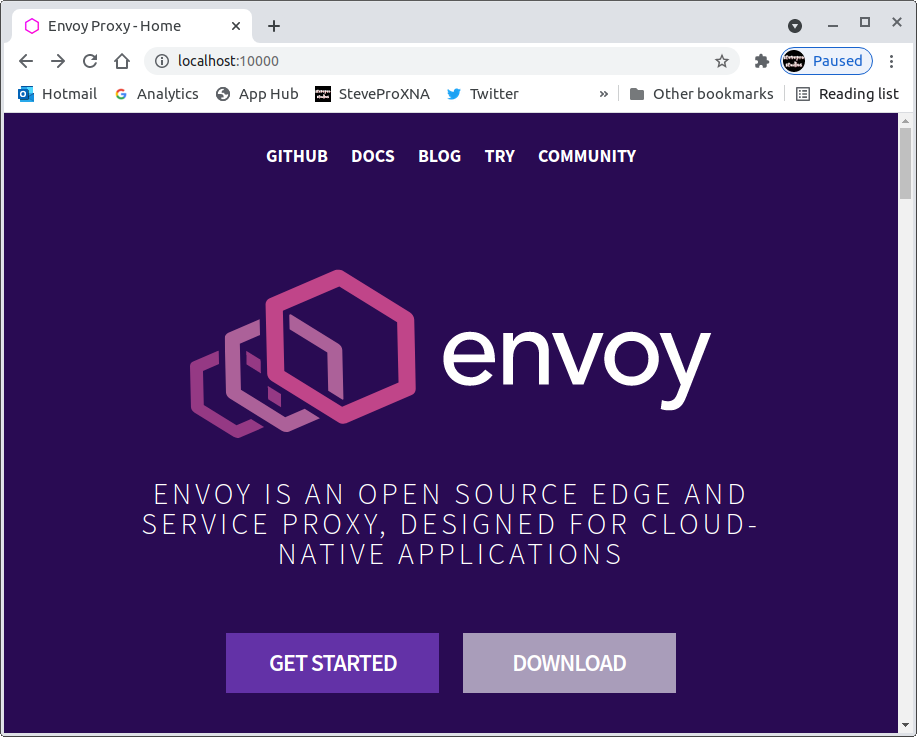 Envoy Proxy - Home
localhost:10000
Paused
Hotmail Analytics App Hub SteveProXNA Twitter » Other bookmarks Reading list
GITHUB DOCS BLOG TRY COMMUNITY
envoy
ENVOY IS AN OPEN SOURCE EDGE AND
SERVICE PROXY, DESIGNED FOR CLOUD-
NATIVE APPLICATIONS
GET STARTED DOWNLOAD